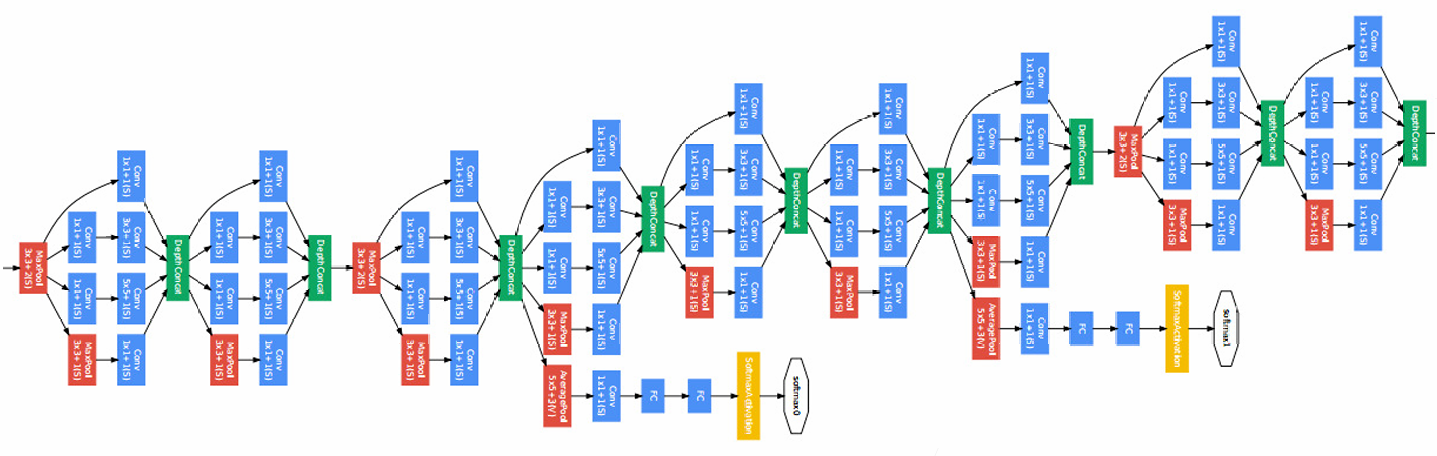 MaxPool
3x3+2(S)
Conv
1x1+1(S)
Conv
1x1+1(S)
MaxPool
3x3+1(S)
Conv
1x1+1(S)
Conv
3x3+1(S)
Conv
5x5+1(S)
Conv
1x1+1(S)
DepthConcat
Conv
1x1+1(S)
Conv
1x1+1(S)
MaxPool
3x3+1(S)
Conv
1x1+1(S)
Conv
3x3+1(S)
Conv
5x5+1(S)
Conv
1x1+1(S)
DepthConcat
MaxPool
3x3+2(S)
Conv
1x1+1(S)
Conv
1x1+1(S)
MaxPool
3x3+1(S)
Conv
1x1+1(S)
Conv
3x3+1(S)
Conv
5x5+1(S)
Conv
1x1+1(S)
DepthConcat
Conv
1x1+1(S)
Conv
1x1+1(S)
MaxPool
3x3+1(S)
AveragePool
5x5+3(V)
Conv
1x1+1(S)
Conv
3x3+1(S)
Conv
5x5+1(S)
Conv
1x1+1(S)
Conv
1x1+1(S)
DepthConcat
FC
FC
SoftmaxActivation
softmax0
Conv
1x1+1(S)
Conv
1x1+1(S)
MaxPool
3x3+1(S)
Conv
1x1+1(S)
Conv
3x3+1(S)
Conv
5x5+1(S)
Conv
1x1+1(S)
DepthConcat
Conv
1x1+1(S)
Conv
1x1+1(S)
MaxPool
3x3+1(S)
Conv
1x1+1(S)
Conv
3x3+1(S)
Conv
5x5+1(S)
Conv
1x1+1(S)
DepthConcat
Conv
1x1+1(S)
Conv
1x1+1(S)
MaxPool
3x3+1(S)
AveragePool
5x5+3(V)
Conv
1x1+1(S)
Conv
3x3+1(S)
Conv
5x5+1(S)
Conv
1x1+1(S)
Conv
1x1+1(S)
DepthConcat
FC
FC
SoftmaxActivation
softmax1
MaxPool
3x3+2(S)
Conv
1x1+1(S)
Conv
1x1+1(S)
MaxPool
3x3+1(S)
Conv
1x1+1(S)
Conv
3x3+1(S)
Conv
5x5+1(S)
Conv
1x1+1(S)
DepthConcat
Conv
1x1+1(S)
Conv
1x1+1(S)
MaxPool
3x3+1(S)
Conv
1x1+1(S)
Conv
3x3+1(S)
Conv
5x5+1(S)
Conv
1x1+1(S)
DepthConcat